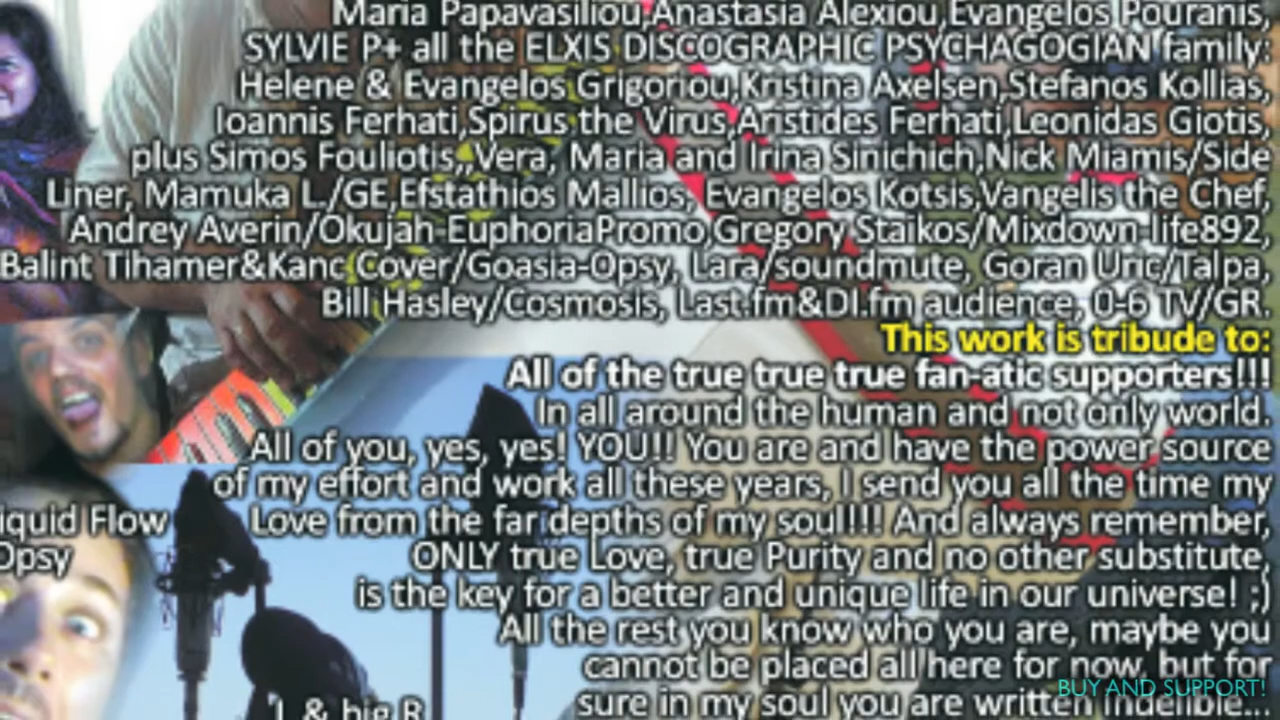 Maria Papavasiliou,Anastasia Alexiou,Evangelos Pouranis,
SYLVIE P+ all the ELXIS DISCOGRAPHIC PSYCHAGOGIAN family:
Helene & Evangelos Grigoriou,Kristina Axelsen,Stefanos Kollias,
Ioannis Ferhati,Spirus the Virus,Aristides Ferhati,Leonidas Giotis,
plus Simos Fouliotis,,Vera, Maria and Irina Sinichich,Nick Miamis/Side
Liner, Mamuka L./GE,Efstathios Mallios, Evangelos Kotsis,Vangelis the Chef,
Andrey Averin/Okujah-EuphoriaPromo,Gregory Staikos/Mixdown-life892,
Balint Tihamer&Kanc Cover/Goasia-Opsy, Lara/soundmute, Goran Uric/Talpa,
Bill Hasley/Cosmosis, Last.fm&DI.fm audience, 0-6 TV/GR.
This work is tribute to:
All of the true true true fan-atic supporters!!!
In all around the human and not only world.
All of you, yes, yes! YOU!! You are and have the power source
of my effort and work all these years, I send you all the time my
iquid Flow Love from the far depths of my soul!!!! And always remember,
Opsy ONLY true Love, true Purity and no other substitute,
is the key for a better and unique life in our universe! ;)
All the rest you know who you are, maybe you
cannot be placed all here for now, but for
BUY AND SUPPORT!
& big R sure in my soul you are written indelible...